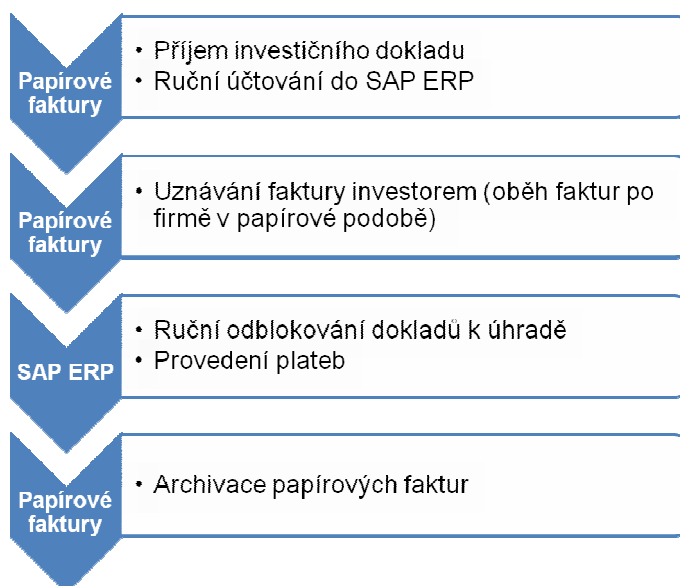 Papírové
faktury
• Příjem investičního dokladu
• Ruční účtování do SAP ERP
Papírové
faktury
• Uznávání faktury investorem (oběh faktur po
firmě v papírové podobě)
SAP ERP
• Ruční odblokování dokladů k úhradě
• Provedení plateb
Papírové
faktury
• Archivace papírových faktur